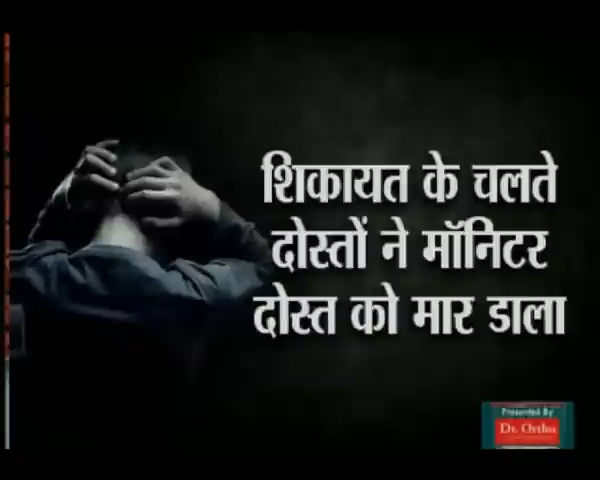 शिकायत के चलते
दोस्तों ने मॉनिटर
दोस्त को मार डाला
Presented By
Dr. Ortho